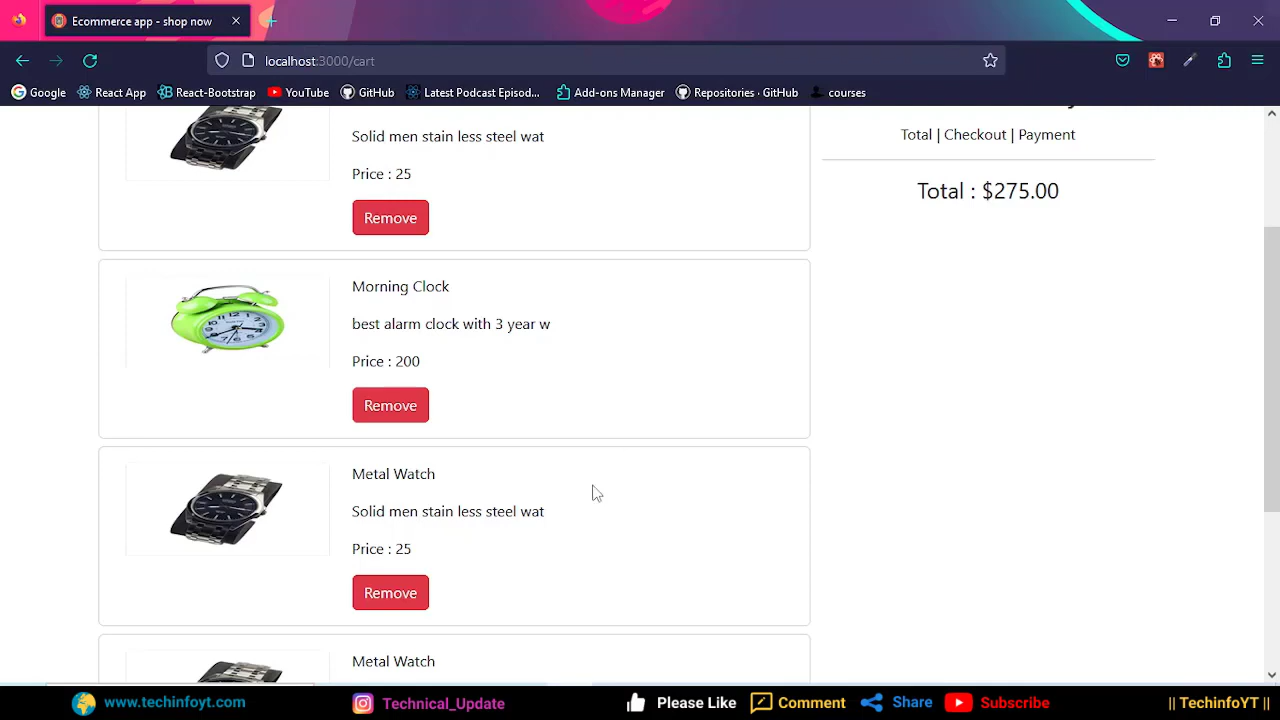 Ecommerce app - shop now
localhost:3000/cart
Google
React App
React-Bootstrap
YouTube
GitHub
Latest Podcast Episod...
Add-ons Manager
Repositories · GitHub
courses
Solid men stain less steel wat
Price : 25
Remove
Morning Clock
best alarm clock with 3 year w
Price : 200
Remove
Metal Watch
Solid men stain less steel wat
Price : 25
Remove
Metal Watch
Total | Checkout | Payment
Total : $275.00
www.techinfoyt.com
Technical_Update
Please Like
Comment
Share
Subscribe
|| TechinfoYT ||